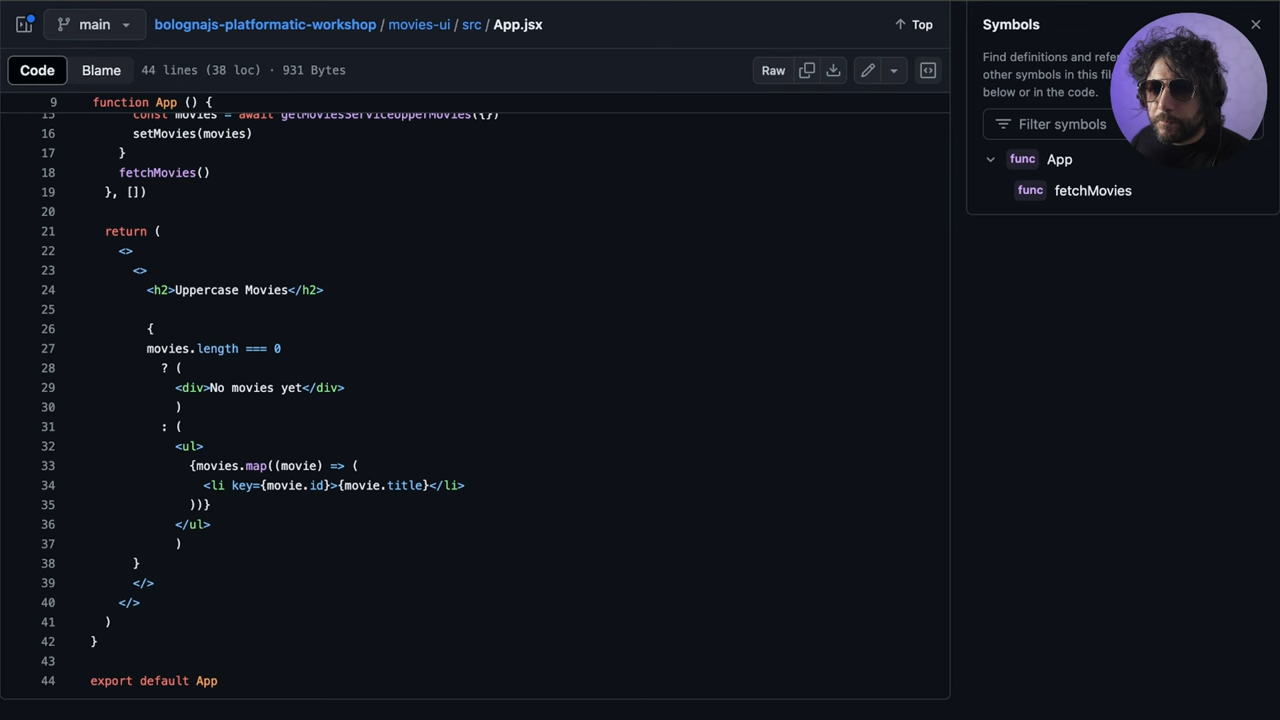 main
bolognajs-platformatic-workshop / movies-ui / src / App.jsx
Top
Code
Blame
44 lines (38 loc) · 931 Bytes
Raw
9 function App () {
15 const movies = await getMoviesServiceUpperMovies({})
16 setMovies(movies)
17 }
18 fetchMovies()
19 }, [])
20
21 return (
22 <>
23 <>
24 <h2>Uppercase Movies</h2>
25
26 {
27 movies.length === 0
28 ? (
29 <div>No movies yet</div>
30 )
31 : (
32 <ul>
33 {movies.map((movie) => (
34 <li key={movie.id}>{movie.title}</li>
35 ))}
36 </ul>
37 )
38 }
39 </>
40 </>
41 )
42 }
43
44 export default App
Symbols
Find definitions and
other symbols in this
below or in the code.
Filter symbols
func App
func fetchMovies